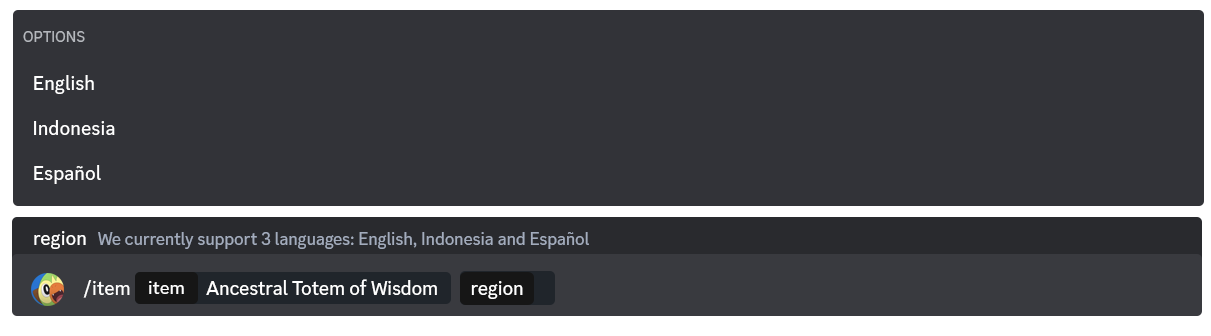 OPTIONS
English
Indonesia
Español
region We currently support 3 languages: English, Indonesia and Español
/item item Ancestral Totem of Wisdom region